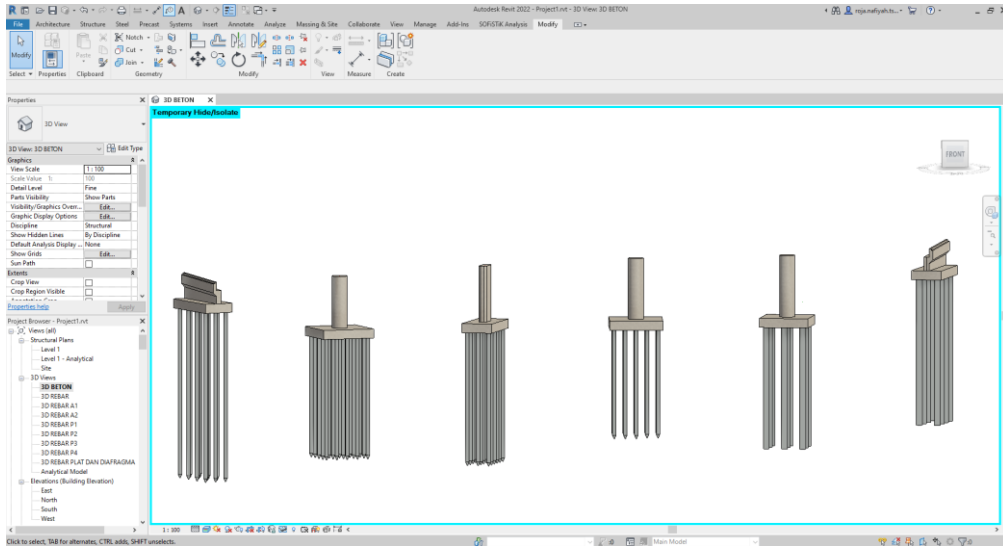 Autodesk Revit 2022 - Project1.rvt - 3D View: 3D BETON
roja.nafiyah.ts...
File Architecture Structure Steel Precast Systems Insert Annotate Analyze Massing & Site Collaborate View Manage Add-Ins SOFiSTiK Analysis Modify
Modify
Paste
Notch
Cut
Join
Select Properties Clipboard Geometry Modify View Measure Create
Properties
3D BETON
3D View
Temporary Hide/Isolate
3D View: 3D BETON
Edit Type
Graphics
View Scale 1 : 100
Scale Value 1: 100
Detail Level Fine
Parts Visibility Show Parts
Visibility/Graphics Overr... Edit...
Graphic Display Options Edit...
Discipline Structural
Show Hidden Lines By Discipline
Default Analysis Display ... None
Show Grids Edit...
Sun Path
Extents
Crop View
Crop Region Visible
Properties help Apply
FRONT
Project Browser - Project1.rvt
Views (all)
Structural Plans
Level 1
Level 1 - Analytical
Site
3D Views
3D BETON
3D REBAR
3D REBAR A1
3D REBAR A2
3D REBAR P1
3D REBAR P2
3D REBAR P3
3D REBAR P4
3D REBAR PLAT DAN DIAFRAGMA
Analytical Model
Elevations (Building Elevation)
East
North
South
West
1 : 100
Click to select, TAB for alternates, CTRL adds, SHIFT unselects.
:0
Main Model
:0